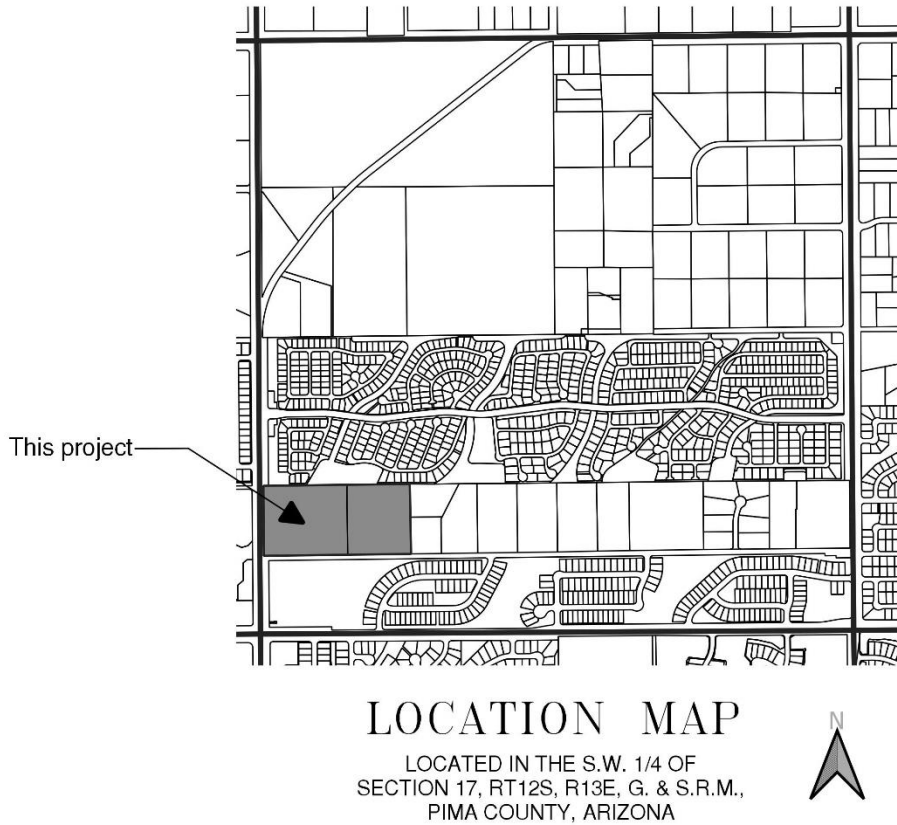 This project
LOCATION MAP
N
LOCATED IN THE S.W. 1/4 OF
SECTION 17, RT12S, R13E, G. & S.R.M.,
PIMA COUNTY, ARIZONA